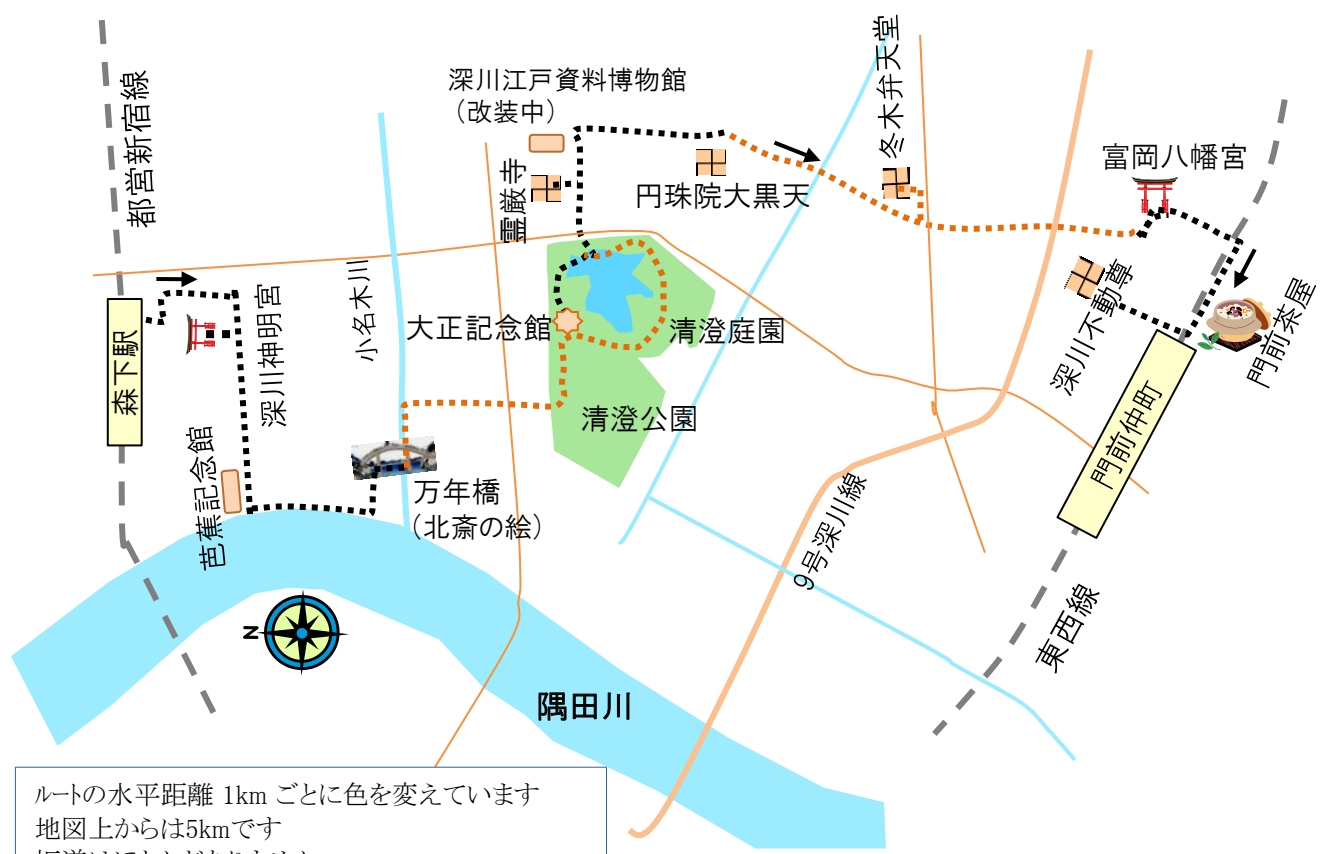 深川江戸資料博物館
（改装中）
冬木弁天堂
都営新宿線
富岡八幡宮
霊厳寺
円珠院大黒天
小名木川
深川神明宮
大正記念館
清澄庭園
深川不動尊
門前茶屋
森下駅
清澄公園
門前仲町
芭蕉記念館
万年橋
（北斎の絵）
9号深川線
東西線
N
隅田川
ルートの水平距離 1km ごとに色を変えています
地図上からは5kmです